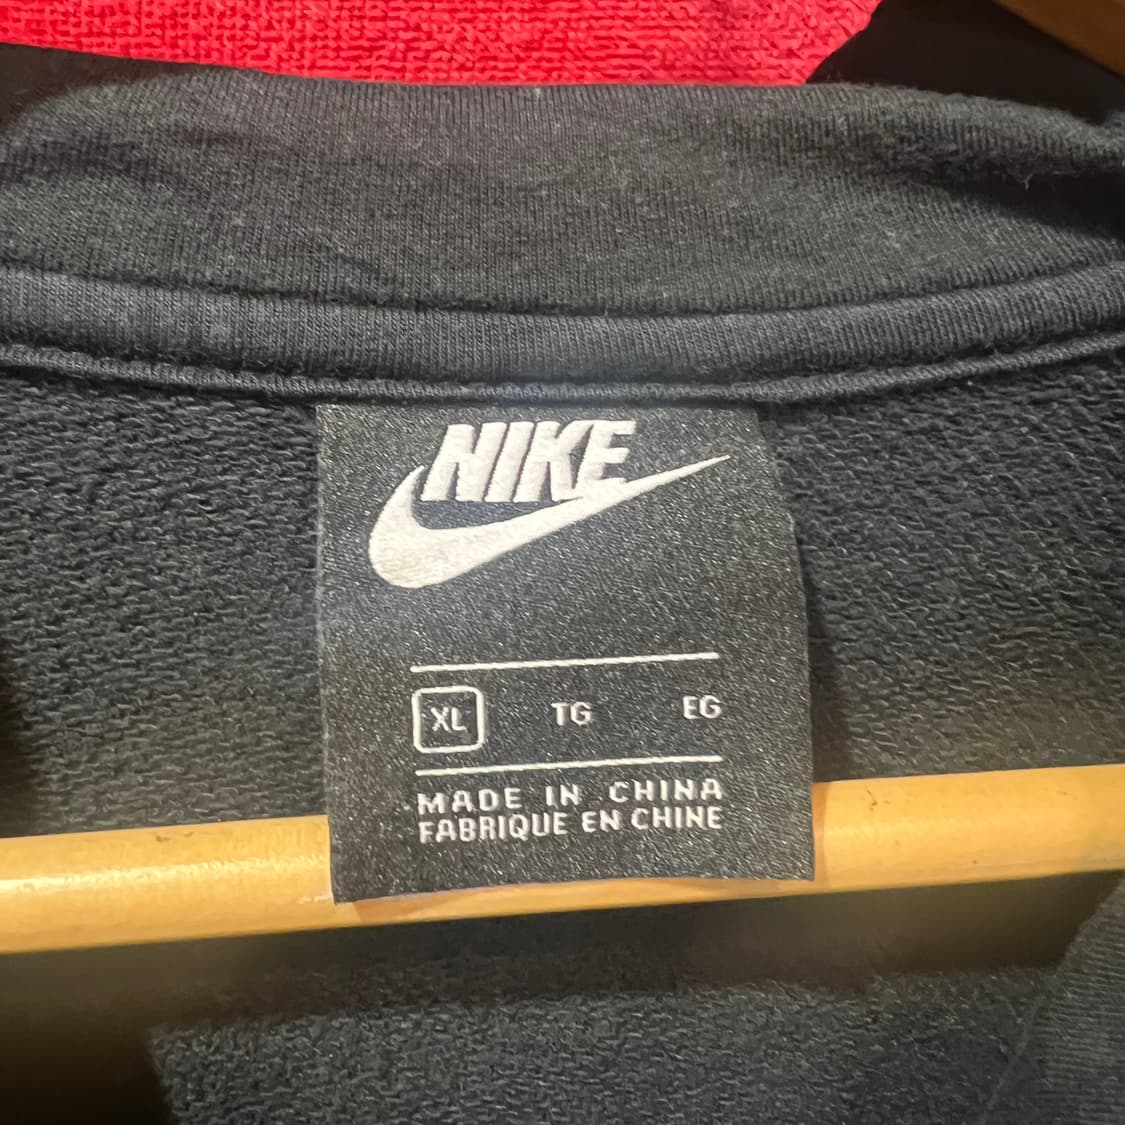 NIKE
XL TG EG
MADE IN CHINA
FABRIQUE EN CHINE